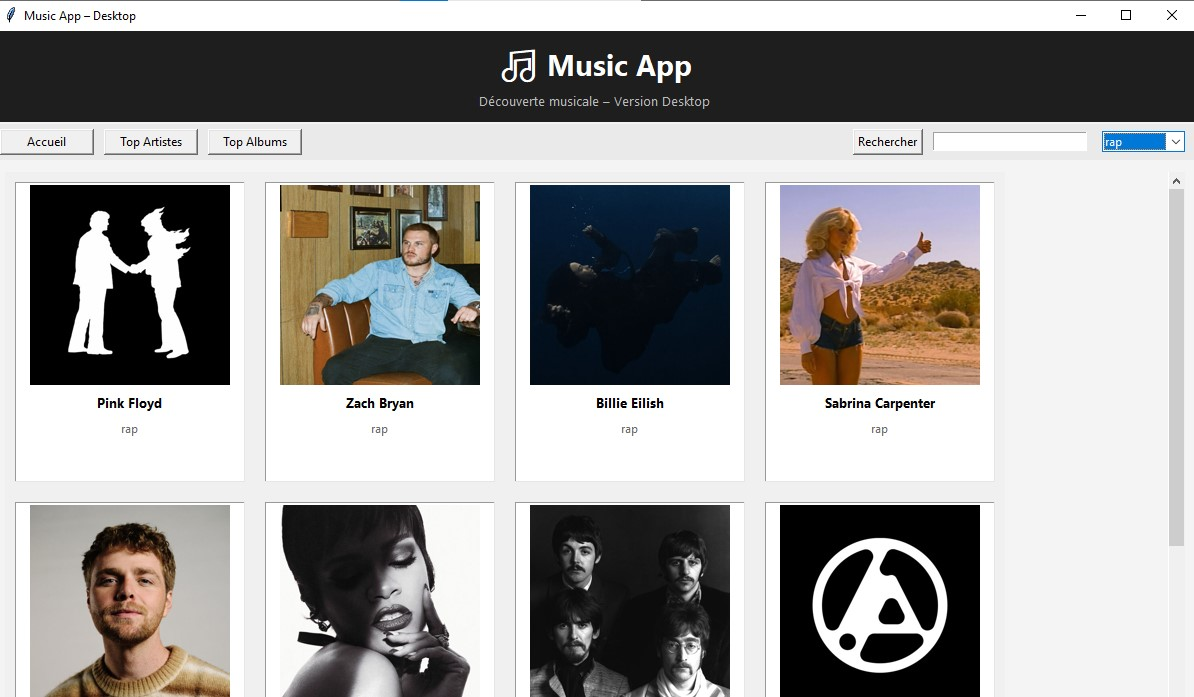 Music App – Desktop
Music App
Découverte musicale – Version Desktop
Accueil
Top Artistes
Top Albums
Rechercher
rap
Pink Floyd
rap
Zach Bryan
rap
Billie Eilish
rap
Sabrina Carpenter
rap